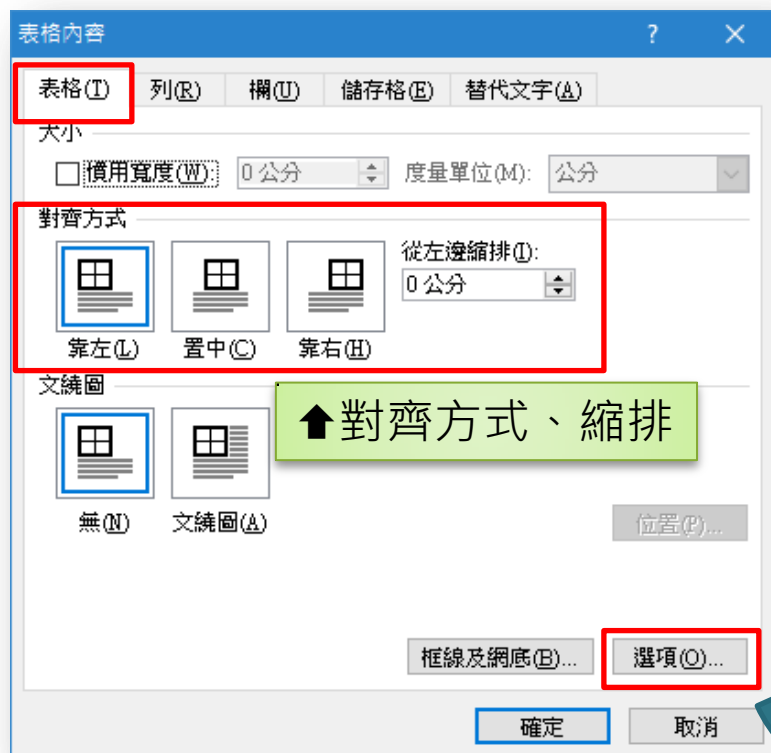 表格內容 ? ×
表格(T) 列(R) 欄(U) 儲存格(E) 替代文字(A)
大小
慣用寬度(W): 0 公分 度量單位(M): 公分
對齊方式
從左邊縮排(I):
0 公分
靠左(L) 置中(C) 靠右(H)
文繞圖
⬆對齊方式、縮排
無(N) 文繞圖(A) 位置(P)...
框線及網底(B)... 選項(O)...
確定 取消